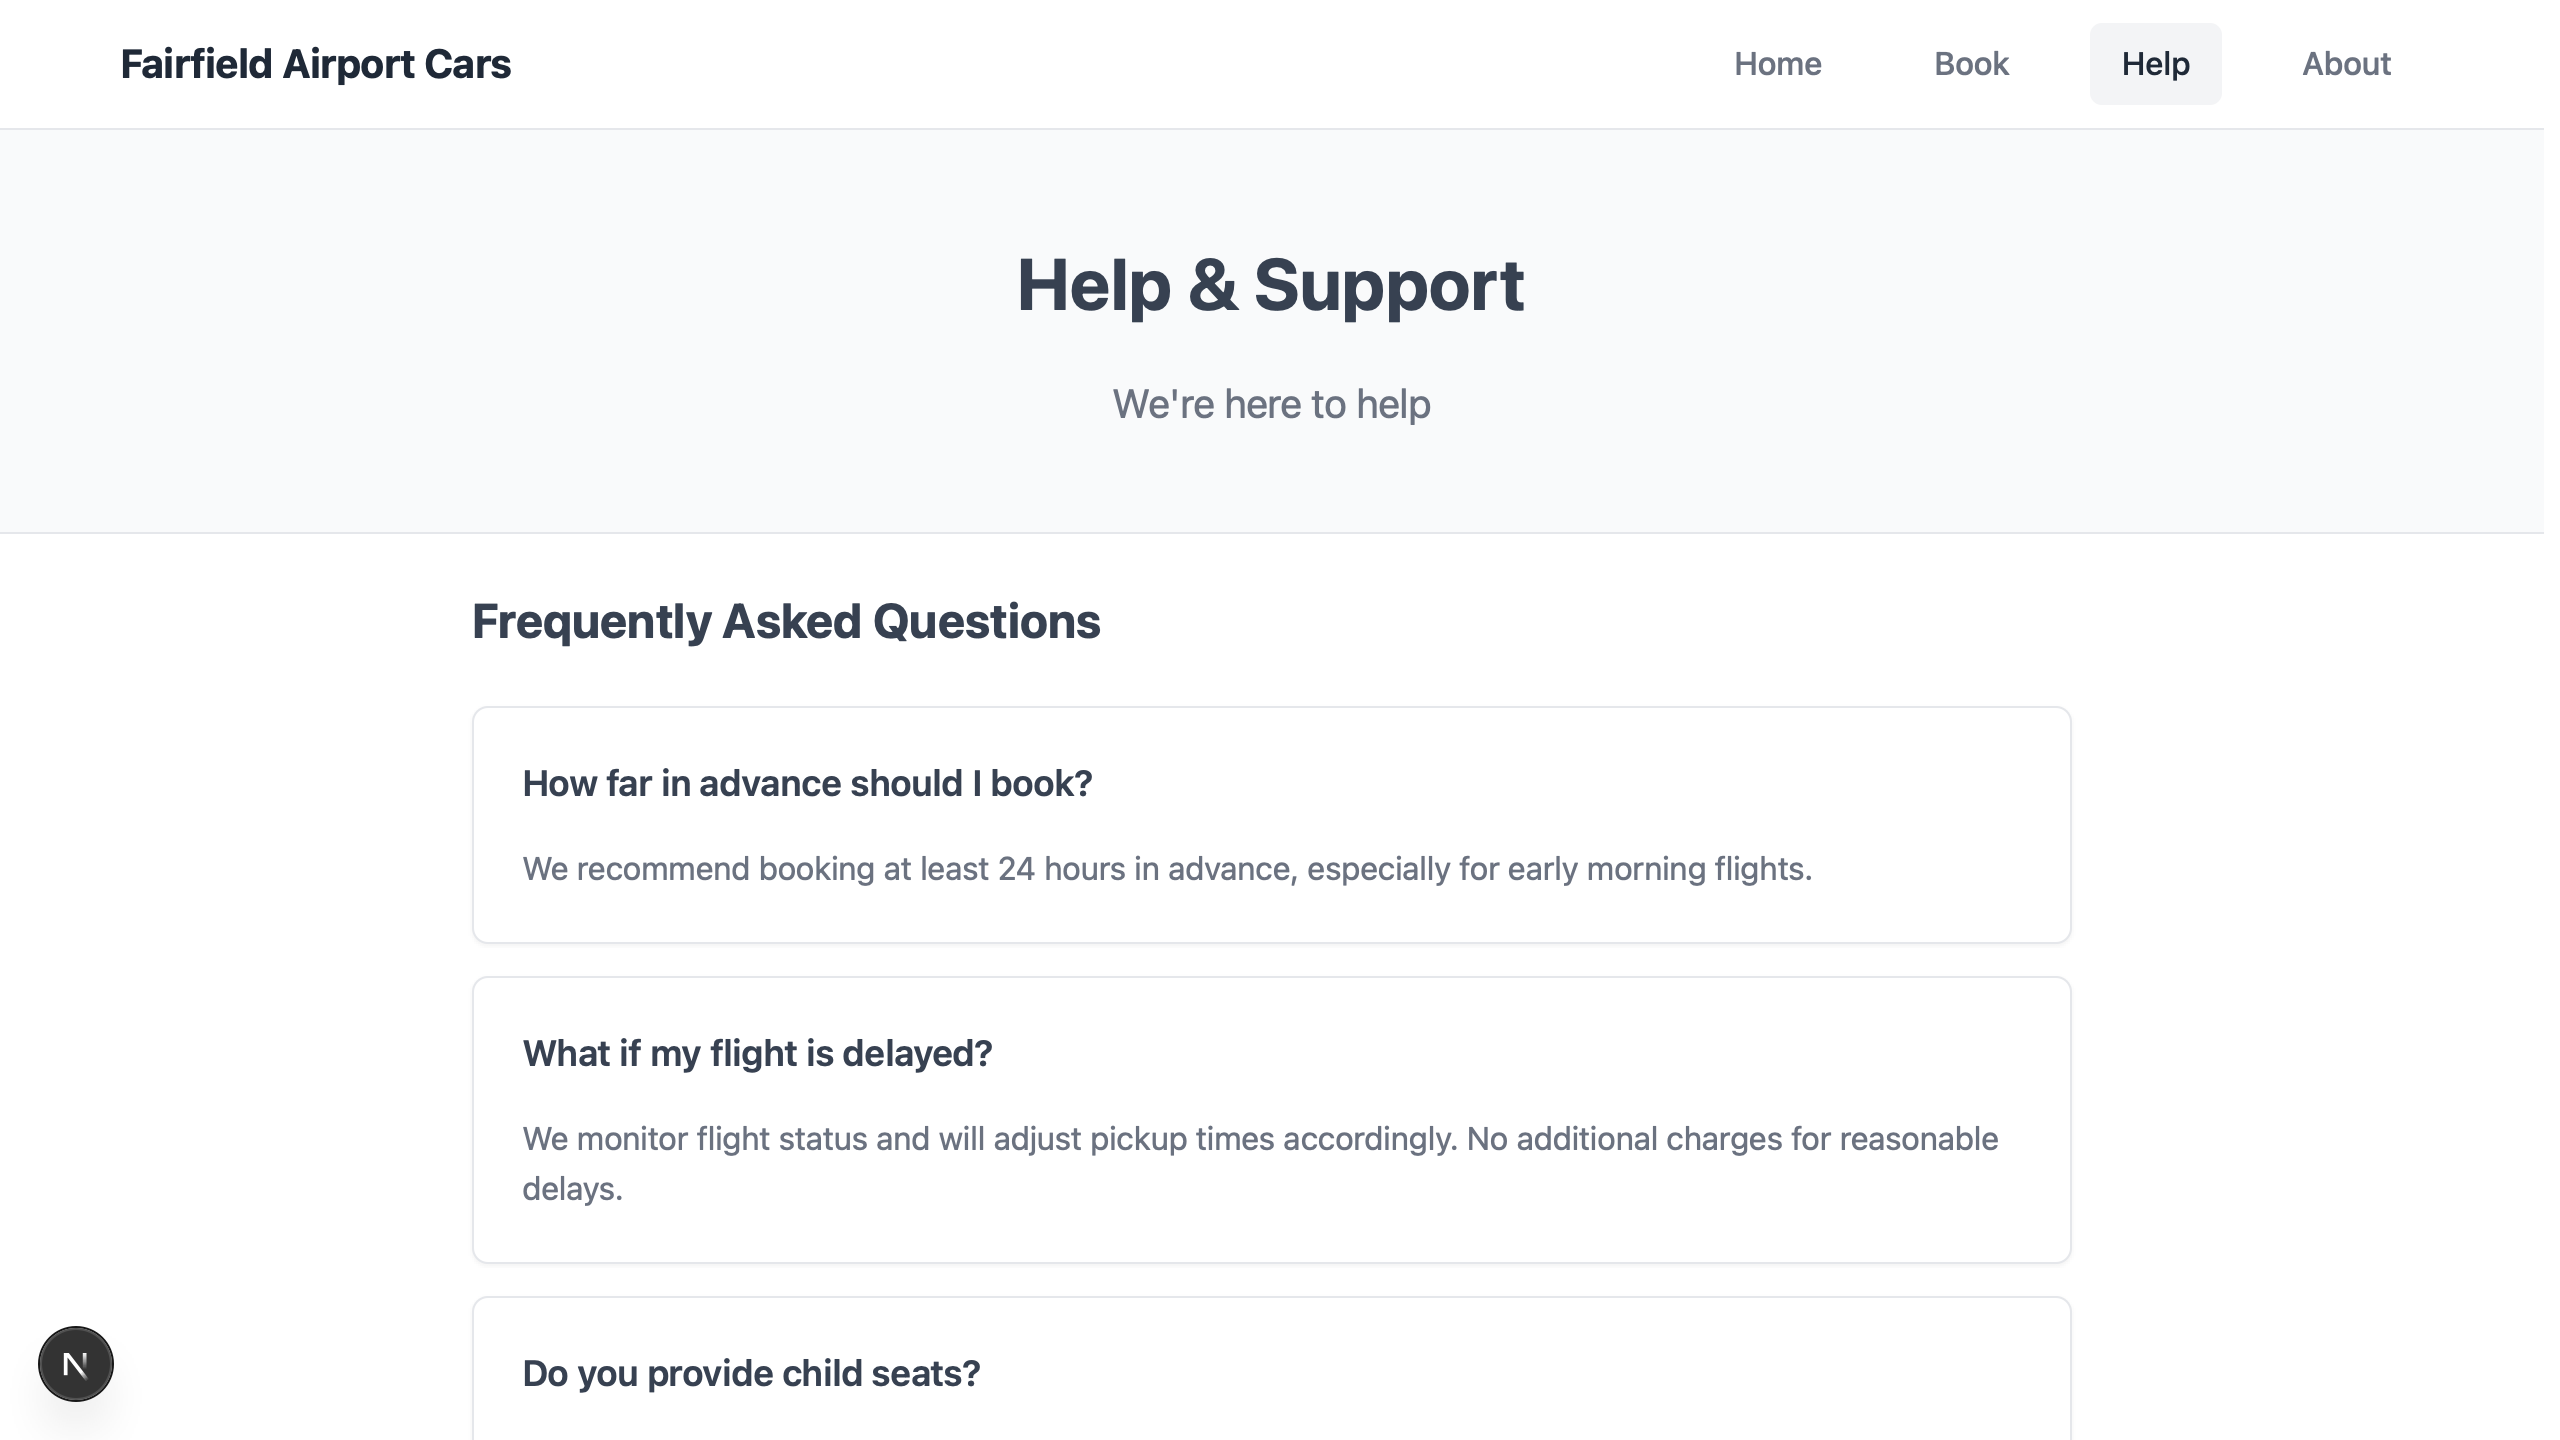 Fairfield Airport Cars
Home
Book
Help
About
Help & Support
We're here to help
Frequently Asked Questions
How far in advance should I book?
We recommend booking at least 24 hours in advance, especially for early morning flights.
What if my flight is delayed?
We monitor flight status and will adjust pickup times accordingly. No additional charges for reasonable
delays.
Do you provide child seats?
N